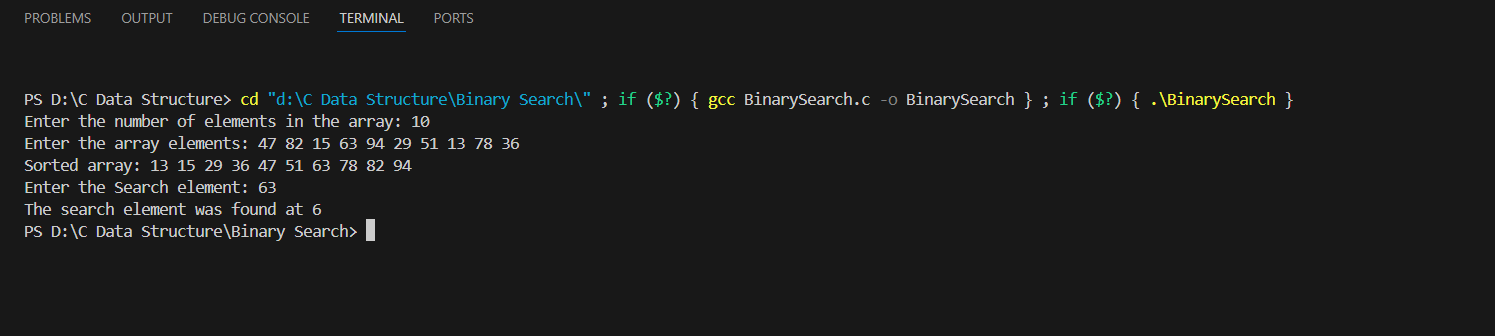 PROBLEMS OUTPUT DEBUG CONSOLE TERMINAL PORTS
PS D:\C Data Structure> cd "d:\C Data Structure\Binary Search\" ; if ($?) { gcc BinarySearch.c -o BinarySearch } ; if ($?) { .\BinarySearch }
Enter the number of elements in the array: 10
Enter the array elements: 47 82 15 63 94 29 51 13 78 36
Sorted array: 13 15 29 36 47 51 63 78 82 94
Enter the Search element: 63
The search element was found at 6
PS D:\C Data Structure\Binary Search>